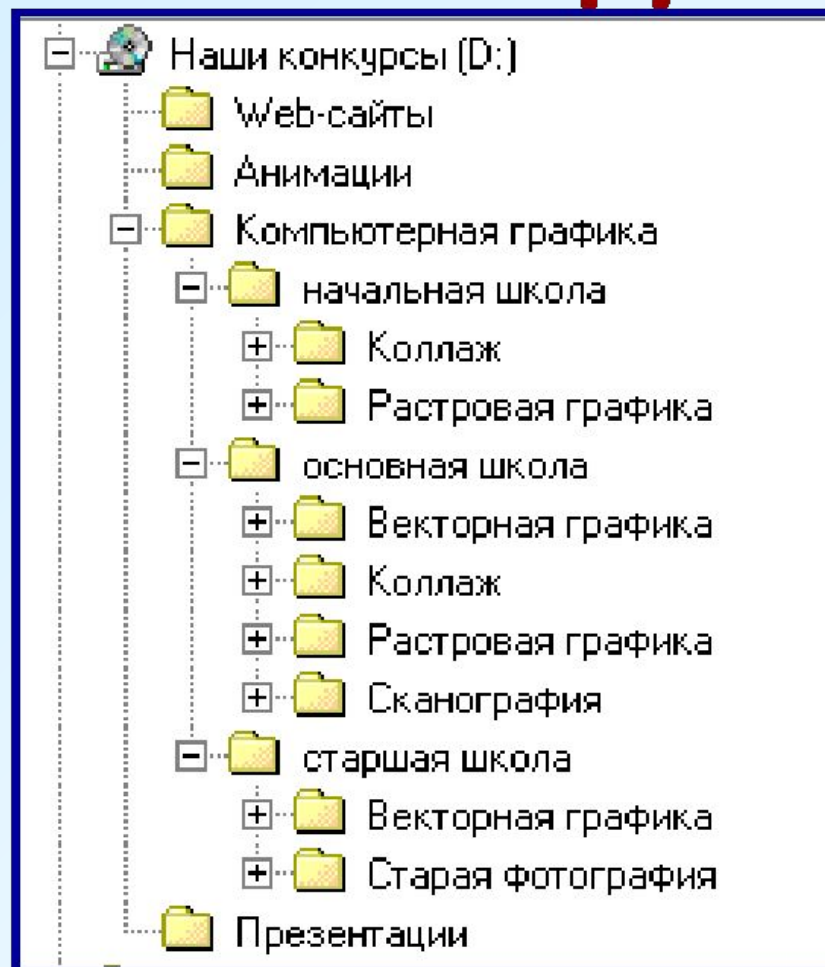 Наши конкурсы (D:)
Web-сайты
Анимации
Компьютерная графика
начальная школа
Коллаж
Растровая графика
основная школа
Векторная графика
Коллаж
Растровая графика
Сканография
старшая школа
Векторная графика
Старая фотография
Презентации